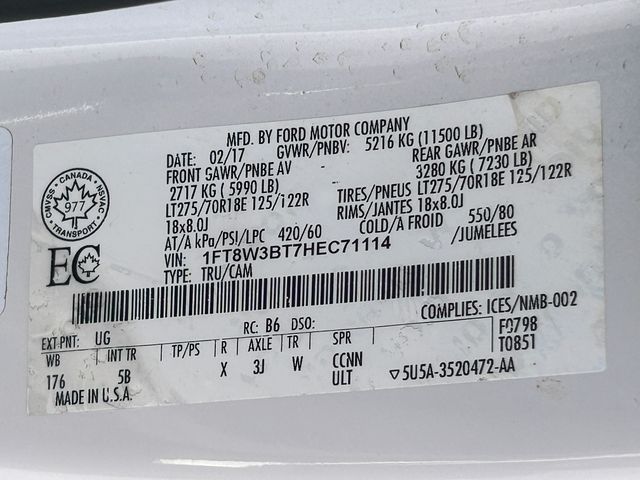 MFD. BY FORD MOTOR COMPANY
DATE: 02/17 GVWR/PNBV: 5216 KG (11500 LB)
FRONT GAWR/PNBE AV - REAR GAWR/PNBE AR
2717 KG (5990 LB) 3280 KG (7230 LB)
LT275/70R18E 125/122R TIRES/PNEUS LT275/70R18E 125/122R
18x8.0J RIMS/JANTES 18x8.0J
AT/A kPa/PSI/LPC 420/60 COLD/A FROID 550/80
VIN: 1FT8W3BT7HEC71114 /JUMELEES
TYPE: TRU/CAM
CMVSS · CANADA · NSVAC
977
TRANSPORT
EC
COMPLIES: ICES/NMB-002
EXT PNT: UG RC: B6 DSO: F0798
WB INT TR TP/PS R AXLE TR SPR T0851
176 5B X 3J W CCNN
ULT ▽5U5A-3520472-AA
MADE IN U.S.A.